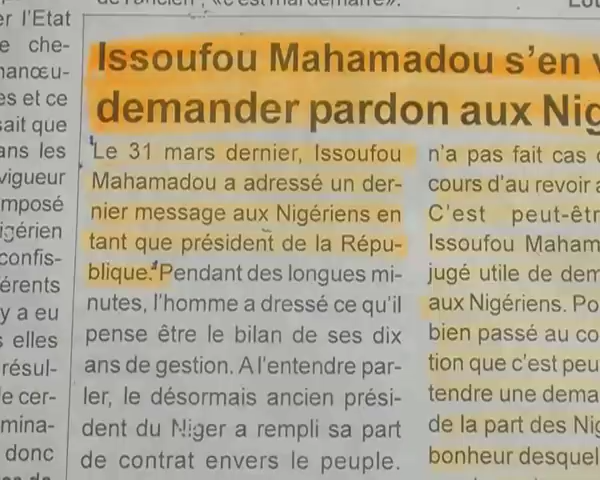 er l'Etat
e che-
nanœu-
es et ce
sait que
ans les
vigueur
mposé
igérien
confis-
érents
y a eu
s elles
résul-
le cer-
mina-
donc
Issoufou Mahamadou s'en v
demander pardon aux Nig
Le 31 mars dernier, Issoufou
Mahamadou a adressé un der-
nier message aux Nigériens en
tant que président de la Répu-
blique. Pendant des longues mi-
nutes, l'homme a dressé ce qu'il
pense être le bilan de ses dix
ans de gestion. A l'entendre par-
ler, le désormais ancien prési-
dent du Niger a rempli sa part
de contrat envers le peuple.
n'a pas fait cas
cours d'au revoir a
C'est peut-êtr
Issoufou Maham
jugé utile de dem
aux Nigériens. Po
bien passé au co
tion que c'est peu
tendre une dema
de la part des Nig
bonheur desquel